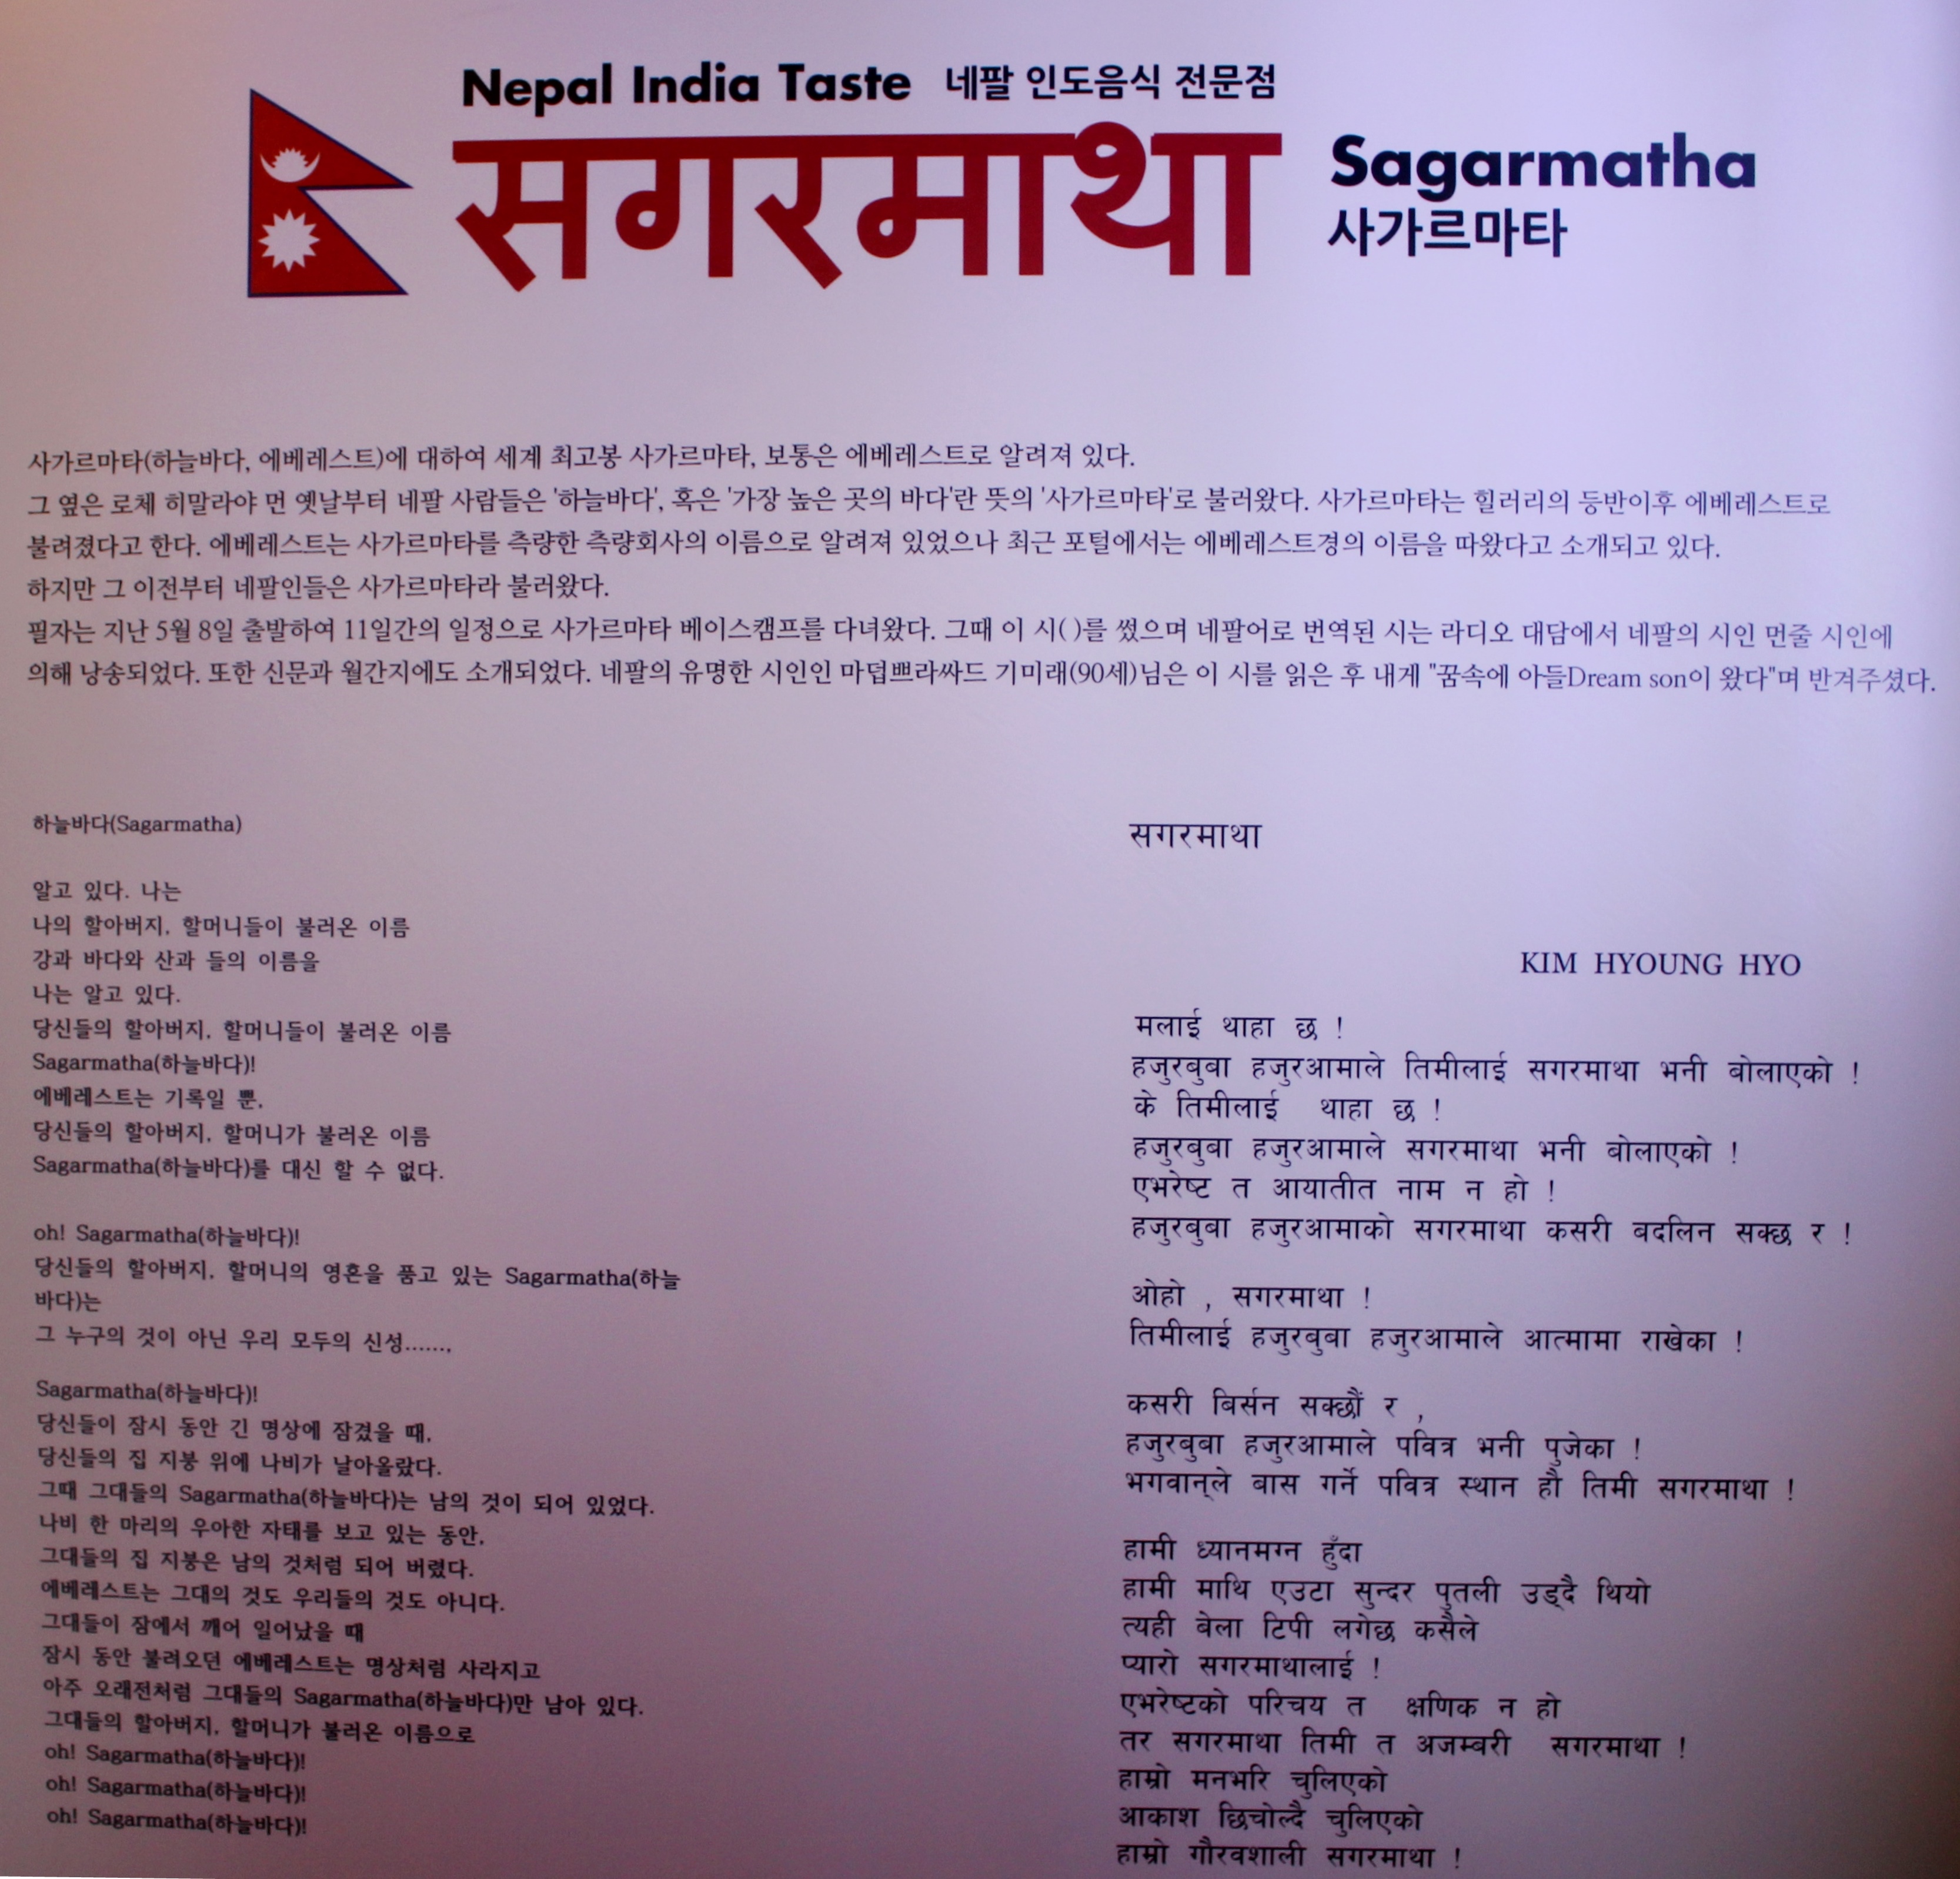 Nepal India Taste 네팔 인도음식 전문점
सगरमाथा
Sagarmatha
사가르마타
사가르마타(하늘바다, 에베레스트)에 대하여 세계 최고봉 사가르마타, 보통은 에베레스트로 알려져 있다.
그 옆은 로체 히말라야 먼 옛날부터 네팔 사람들은 '하늘바다', 혹은 '가장 높은 곳의 바다'란 뜻의 '사가르마타'로 불러왔다. 사가르마타는 힐러리의 등반이후 에베레스트로
불려졌다고 한다. 에베레스트는 사가르마타를 측량한 측량회사의 이름으로 알려져 있었으나 최근 포털에서는 에베레스트경의 이름을 따왔다고 소개되고 있다.
하지만 그 이전부터 네팔인들은 사가르마타라 불러왔다.
필자는 지난 5월 8일 출발하여 11일간의 일정으로 사가르마타 베이스캠프를 다녀왔다. 그때 이 시( )를 썼으며 네팔어로 번역된 시는 라디오 대담에서 네팔의 시인 먼줄 시인에
의해 낭송되었다. 또한 신문과 월간지에도 소개되었다. 네팔의 유명한 시인인 마덥쁘라싸드 기미래(90세)님은 이 시를 읽은 후 내게 "꿈속에 아들Dream son이 왔다"며 반겨주셨다.
하늘바다(Sagarmatha)
알고 있다. 나는
나의 할아버지, 할머니들이 불러온 이름
강과 바다와 산과 들의 이름을
나는 알고 있다.
당신들의 할아버지, 할머니들이 불러온 이름
Sagarmatha(하늘바다)!
에베레스트는 기록일 뿐,
당신들의 할아버지, 할머니가 불러온 이름
Sagarmatha(하늘바다)를 대신 할 수 없다.
oh! Sagarmatha(하늘바다)!
당신들의 할아버지, 할머니의 영혼을 품고 있는 Sagarmatha(하늘
바다)는
그 누구의 것이 아닌 우리 모두의 신성......,
Sagarmatha(하늘바다)!
당신들이 잠시 동안 긴 명상에 잠겼을 때,
당신들의 집 지붕 위에 나비가 날아올랐다.
그때 그대들의 Sagarmatha(하늘바다)는 남의 것이 되어 있었다.
나비 한 마리의 우아한 자태를 보고 있는 동안,
그대들의 집 지붕은 남의 것처럼 되어 버렸다.
에베레스트는 그대의 것도 우리들의 것도 아니다.
그대들이 잠에서 깨어 일어났을 때
잠시 동안 불려오던 에베레스트는 명상처럼 사라지고
아주 오래전처럼 그대들의 Sagarmatha(하늘바다)만 남아 있다.
그대들의 할아버지, 할머니가 불러온 이름으로
oh! Sagarmatha(하늘바다)!
oh! Sagarmatha(하늘바다)!
oh! Sagarmatha(하늘바다)!
सगरमाथा
KIM HYOUNG HYO
मलाई थाहा छ !
हजुरबुबा हजुरआमाले तिमीलाई सगरमाथा भनी बोलाएको !
के तिमीलाई थाहा छ !
हजुरबुबा हजुरआमाले सगरमाथा भनी बोलाएको !
एभरेष्ट त आयातीत नाम न हो !
हजुरबुबा हजुरआमाको सगरमाथा कसरी बदलिन सक्छ र !
ओहो , सगरमाथा !
तिमीलाई हजुरबुबा हजुरआमाले आत्मामा राखेका !
कसरी बिर्सन सक्छौं र ,
हजुरबुबा हजुरआमाले पवित्र भनी पुजेका !
भगवान्‌ले बास गर्ने पवित्र स्थान हौ तिमी सगरमाथा !
हामी ध्यानमग्न हुँदा
हामी माथि एउटा सुन्दर पुतली उड्दै थियो
त्यही बेला टिपी लगेछ कसैले
प्यारो सगरमाथालाई !
एभरेष्टको परिचय त क्षणिक न हो
तर सगरमाथा तिमी त अजम्बरी सगरमाथा !
हाम्रो मनभरि चुलिएको
आकाश छिचोल्दै चुलिएको
हाम्रो गौरवशाली सगरमाथा !